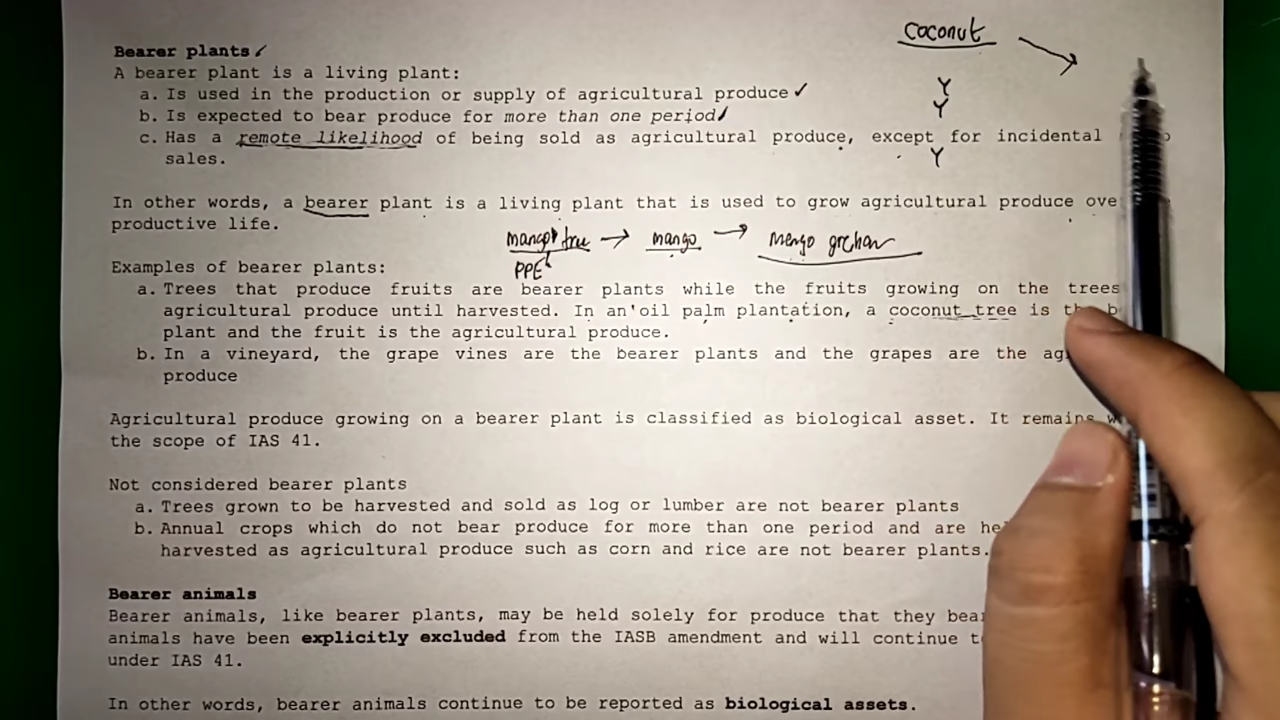 coconut
Bearer plants
A bearer plant is a living plant:
a. Is used in the production or supply of agricultural produce
Y
b. Is expected to bear produce for more than one period
Y
c. Has a remote likelihood of being sold as agricultural produce, except for incidental
sales.
Y
In other words, a bearer plant is a living plant that is used to grow agricultural produce
productive life.
mango tree → mango →
PPE
Examples of bearer plants:
a. Trees that produce fruits are bearer plants while the fruits growing on the trees
agricultural produce until harvested. In an oil palm plantation, a coconut tree is
plant and the fruit is the agricultural produce.
b. In a vineyard, the grape vines are the bearer plants and the grapes are the
produce
Agricultural produce growing on a bearer plant is classified as biological asset. It remains
the scope of IAS 41.
Not considered bearer plants
a. Trees grown to be harvested and sold as log or lumber are not bearer plants
b. Annual crops which do not bear produce for more than one period and are
harvested as agricultural produce such as corn and rice are not bearer plants.
Bearer animals
Bearer animals, like bearer plants, may be held solely for produce that they
animals have been explicitly excluded from the IASB amendment and will continue
under IAS 41.
In other words, bearer animals continue to be reported as biological assets.